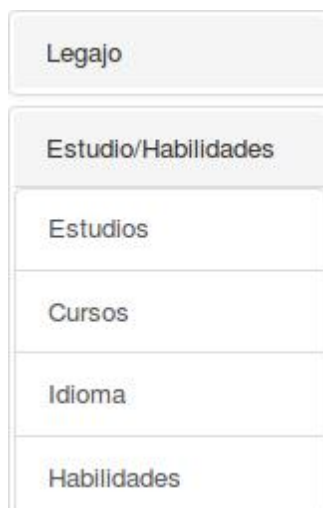 Legajo
Estudio/Habilidades
Estudios
Cursos
Idioma
Habilidades